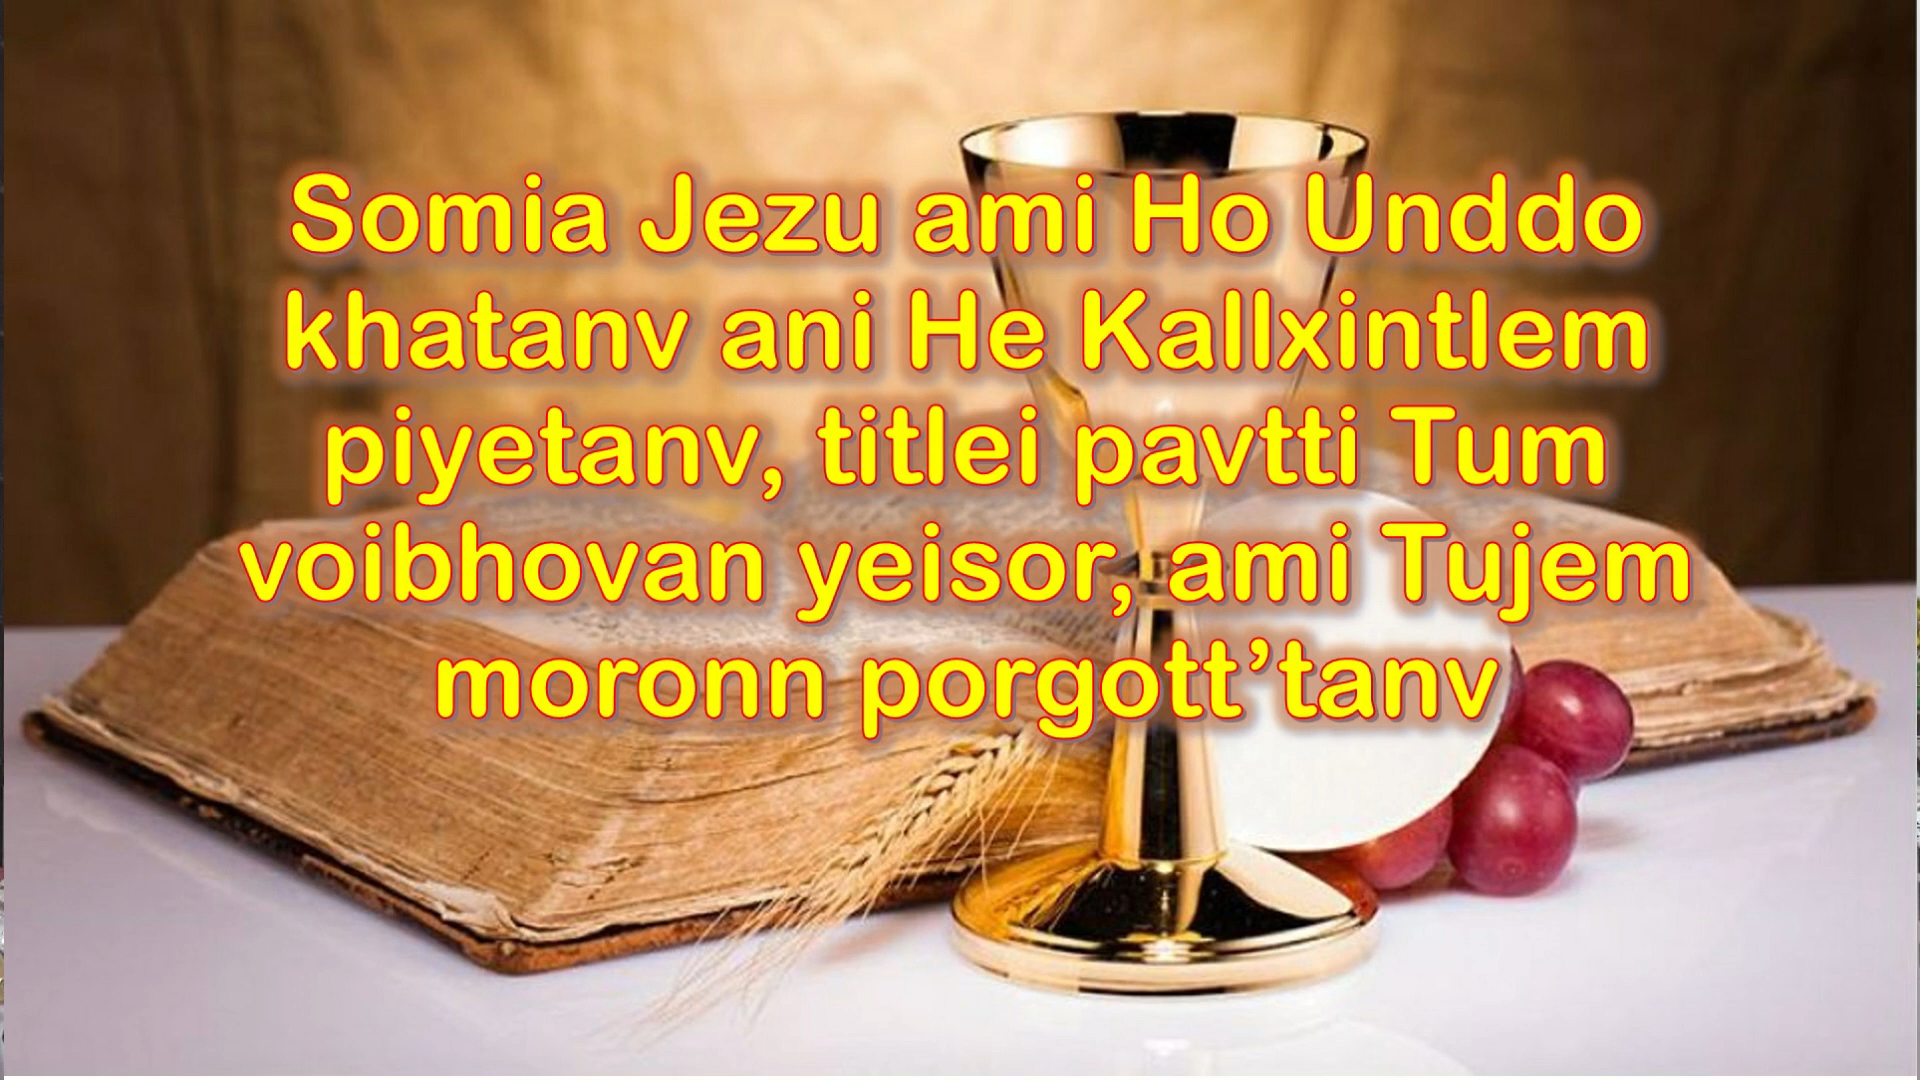 Somia Jezu ami Ho Unddo
khatanv ani He Kallxintlem
piyetanv, titlei pavtti Tum
voibhovan yeisor, ami Tujem
moronn porgott’tanv